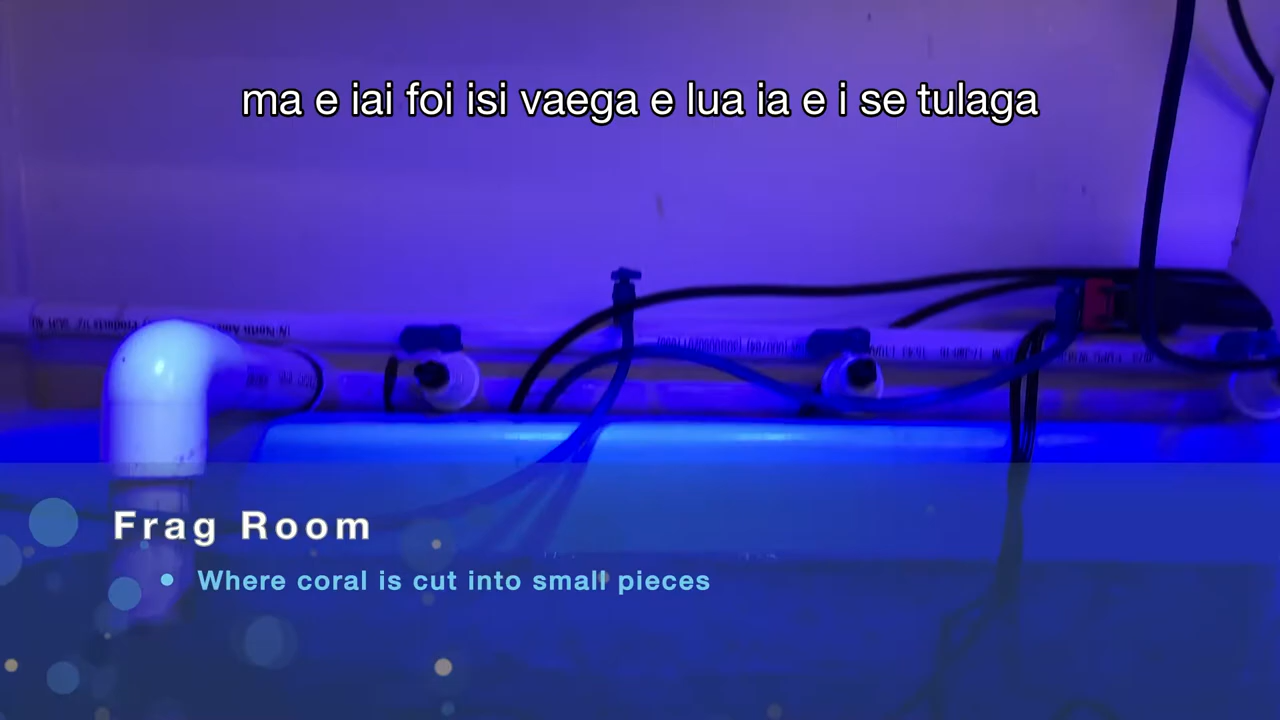 ma e iai foi isi vaega e lua ia e i se tulaga
Frag Room
Where coral is cut into small pieces